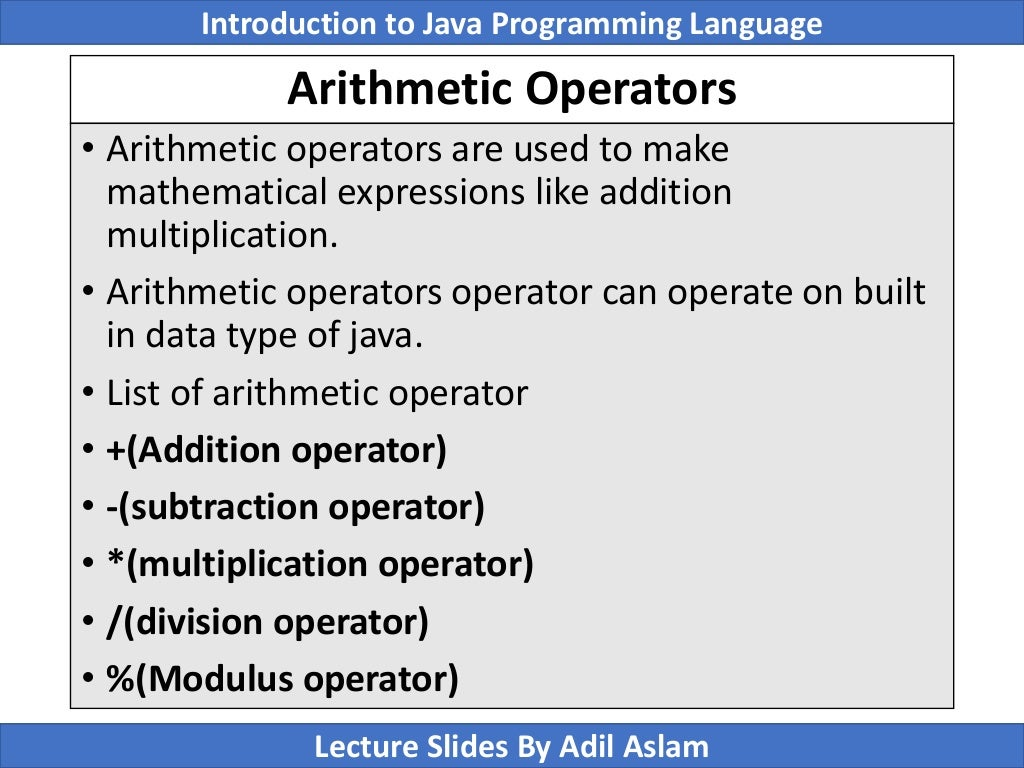 Introduction to Java Programming Language
Arithmetic Operators
• Arithmetic operators are used to make
mathematical expressions like addition
multiplication.
• Arithmetic operators operator can operate on built
in data type of java.
• List of arithmetic operator
• +(Addition operator)
• -(subtraction operator)
• *(multiplication operator)
• /(division operator)
• %(Modulus operator)
Lecture Slides By Adil Aslam